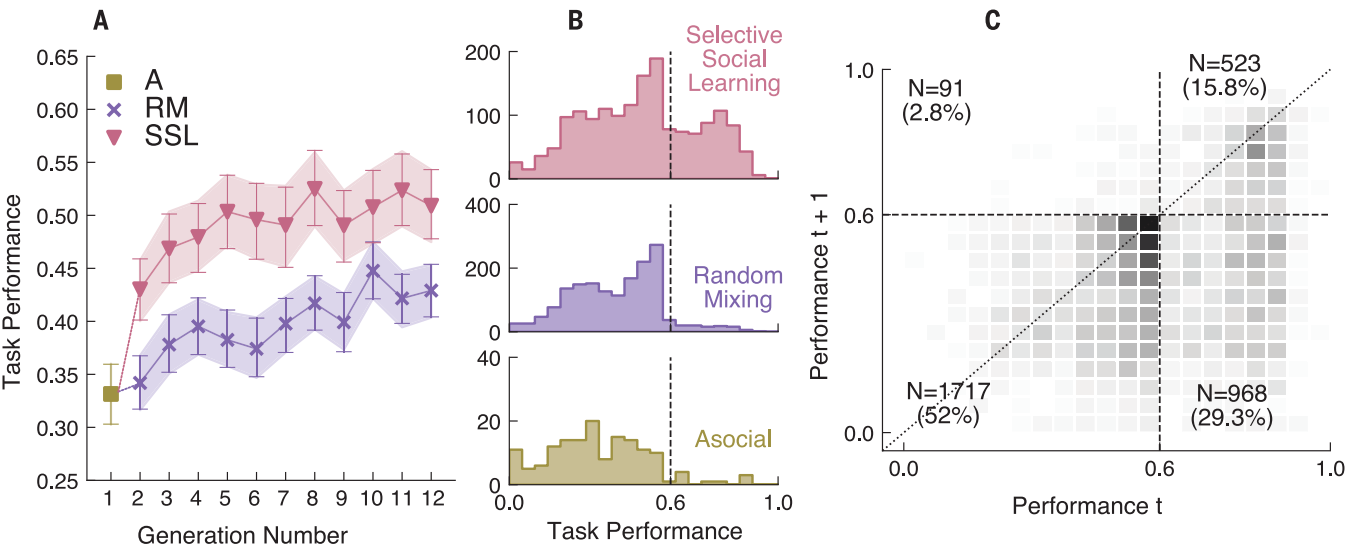 A
Task Performance
0.65
0.60
0.55
0.50
0.45
0.40
0.35
0.30
0.25
A
RM
SSL
1 2 3 4 5 6 7 8 9 10 11 12
Generation Number
B
200
100
0
Selective
Social
Learning
400
200
0
Random
Mixing
40
20
0
Asocial
0.0 0.6 1.0
Task Performance
C
Performance t + 1
1.0
0.6
0.0
N=91
(2.8%)
N=523
(15.8%)
N=1717
(52%)
N=968
(29.3%)
0.0 0.6 1.0
Performance t